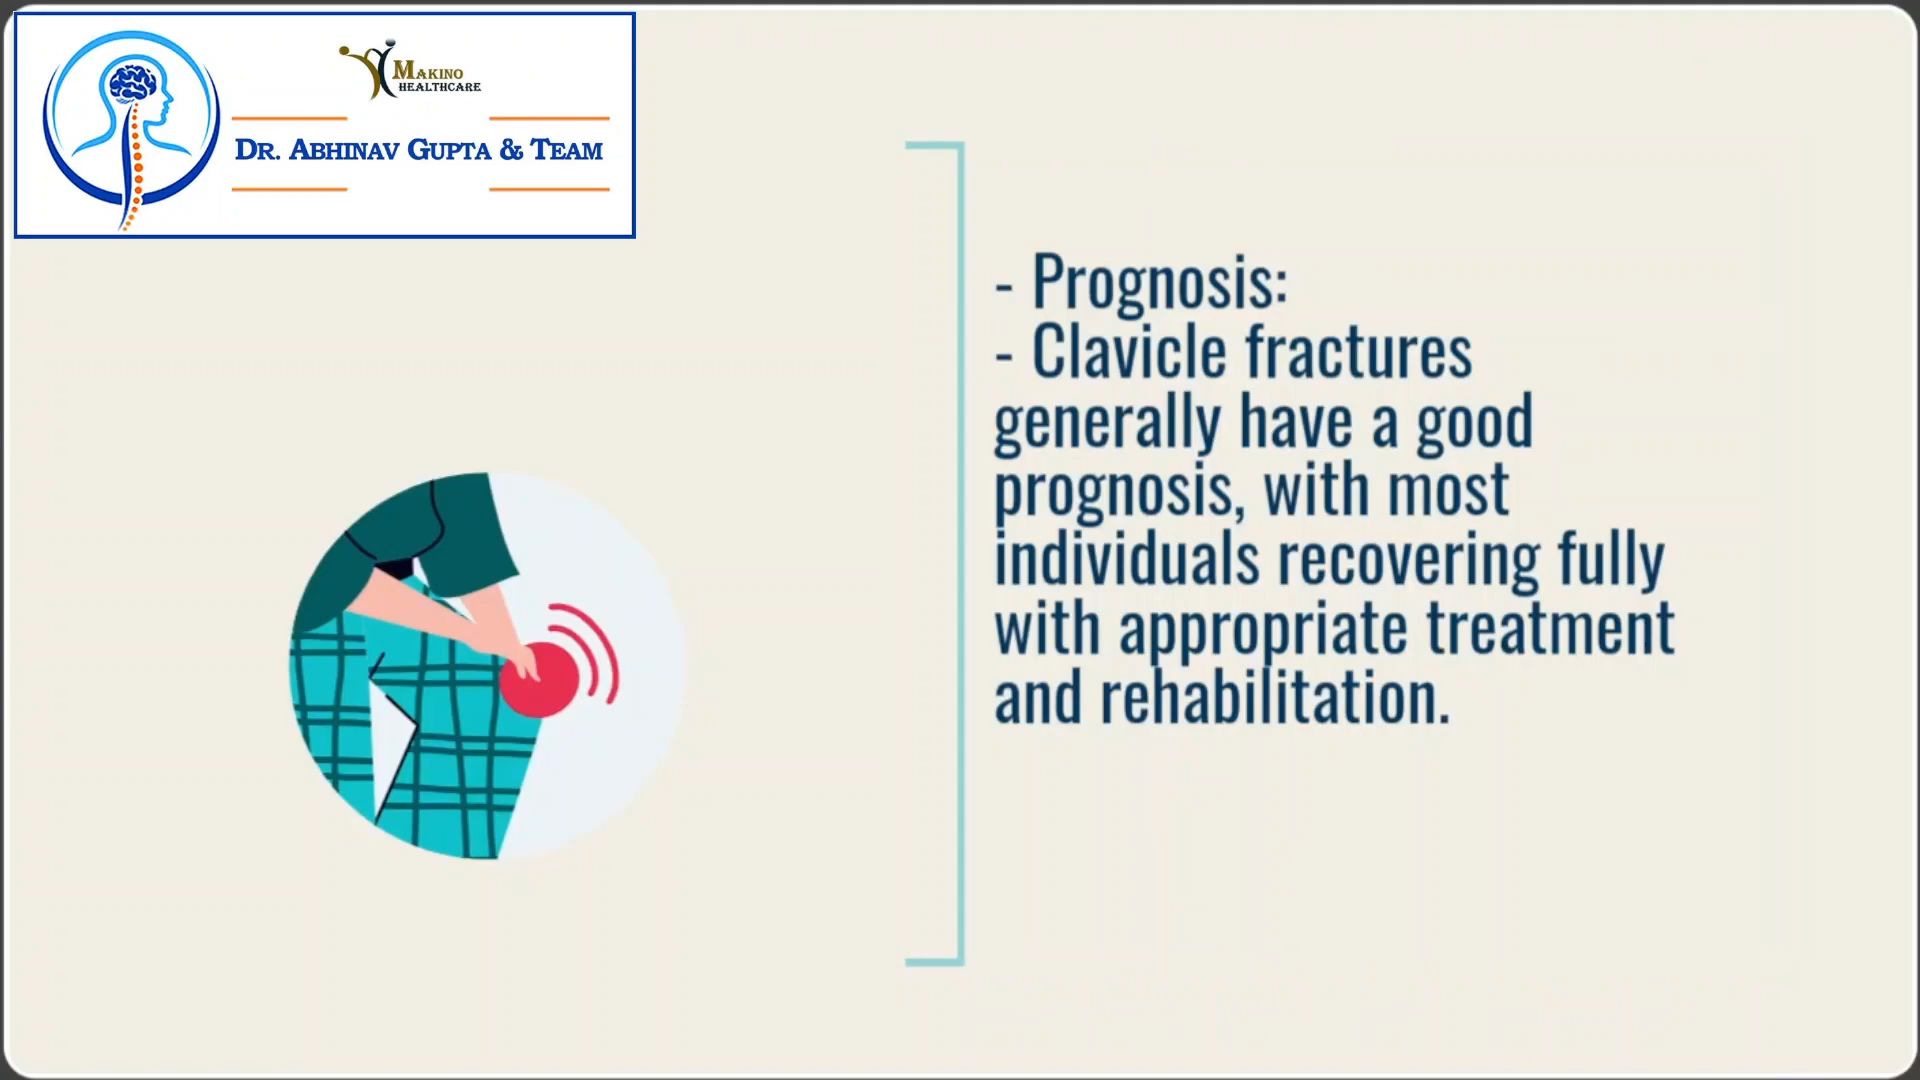 MAKINO
HEALTHCARE
DR. ABHINAV GUPTA & TEAM
- Prognosis:
- Clavicle fractures
generally have a good
prognosis, with most
individuals recovering fully
with appropriate treatment
and rehabilitation.